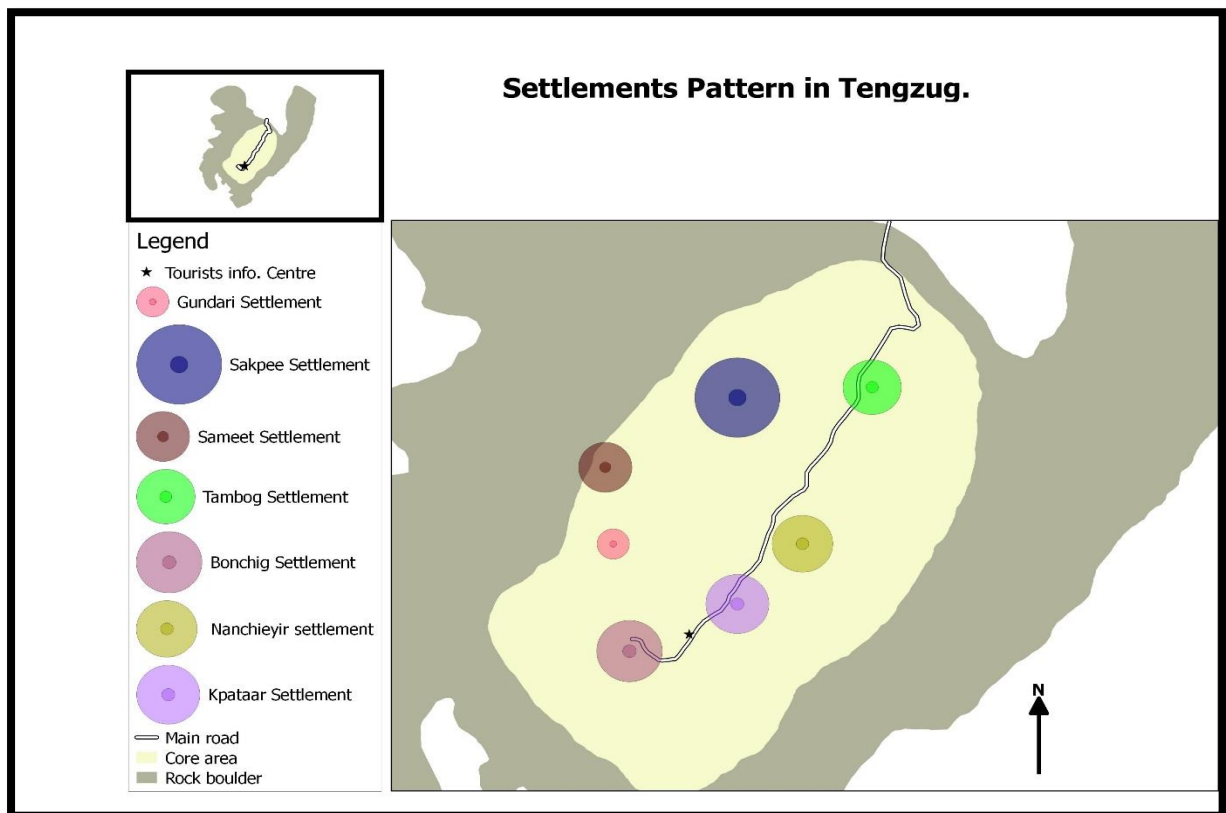 Settlements Pattern in Tengzug.
Legend
Tourists info. Centre
Gundari Settlement
Sakpee Settlement
Sameet Settlement
Tambog Settlement
Bonchig Settlement
Nanchieyir settlement
Kpataar Settlement
Main road
Core area
Rock boulder
N